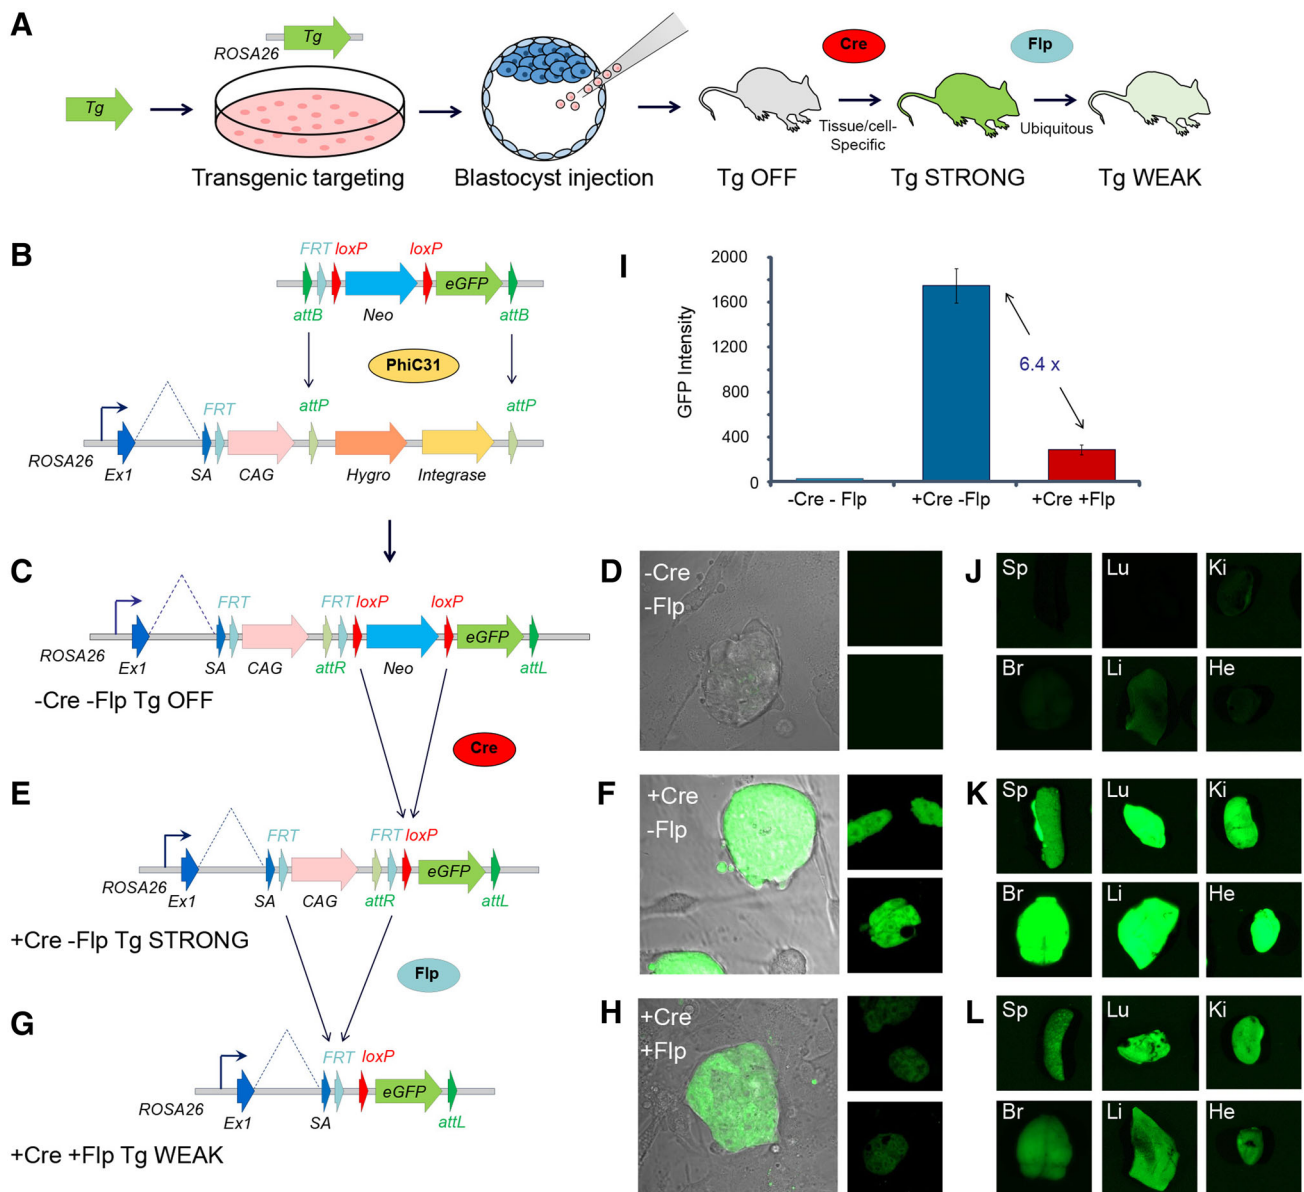 A
Tg
ROSA26
Tg
Cre
Flp
Tissue/cell-
Specific
Ubiquitous
Transgenic targeting
Blastocyst injection
Tg OFF
Tg STRONG
Tg WEAK
B
FRT loxP loxP
eGFP
attB Neo attB
PhiC31
FRT attP attP
ROSA26
Ex1 SA CAG Hygro Integrase
C
FRT FRT loxP loxP
eGFP
ROSA26
Ex1 SA CAG attR Neo attL
-Cre -Flp Tg OFF
Cre
E
FRT FRT loxP
eGFP
ROSA26
Ex1 SA CAG attR attL
+Cre -Flp Tg STRONG
Flp
G
FRT loxP
eGFP
ROSA26
Ex1 SA attL
+Cre +Flp Tg WEAK
I
GFP Intensity
2000
1600
1200
800
400
0
6.4 x
-Cre - Flp +Cre -Flp +Cre +Flp
D
-Cre
-Flp
F
+Cre
-Flp
H
+Cre
+Flp
J
Sp Lu Ki
Br Li He
K
Sp Lu Ki
Br Li He
L
Sp Lu Ki
Br Li He